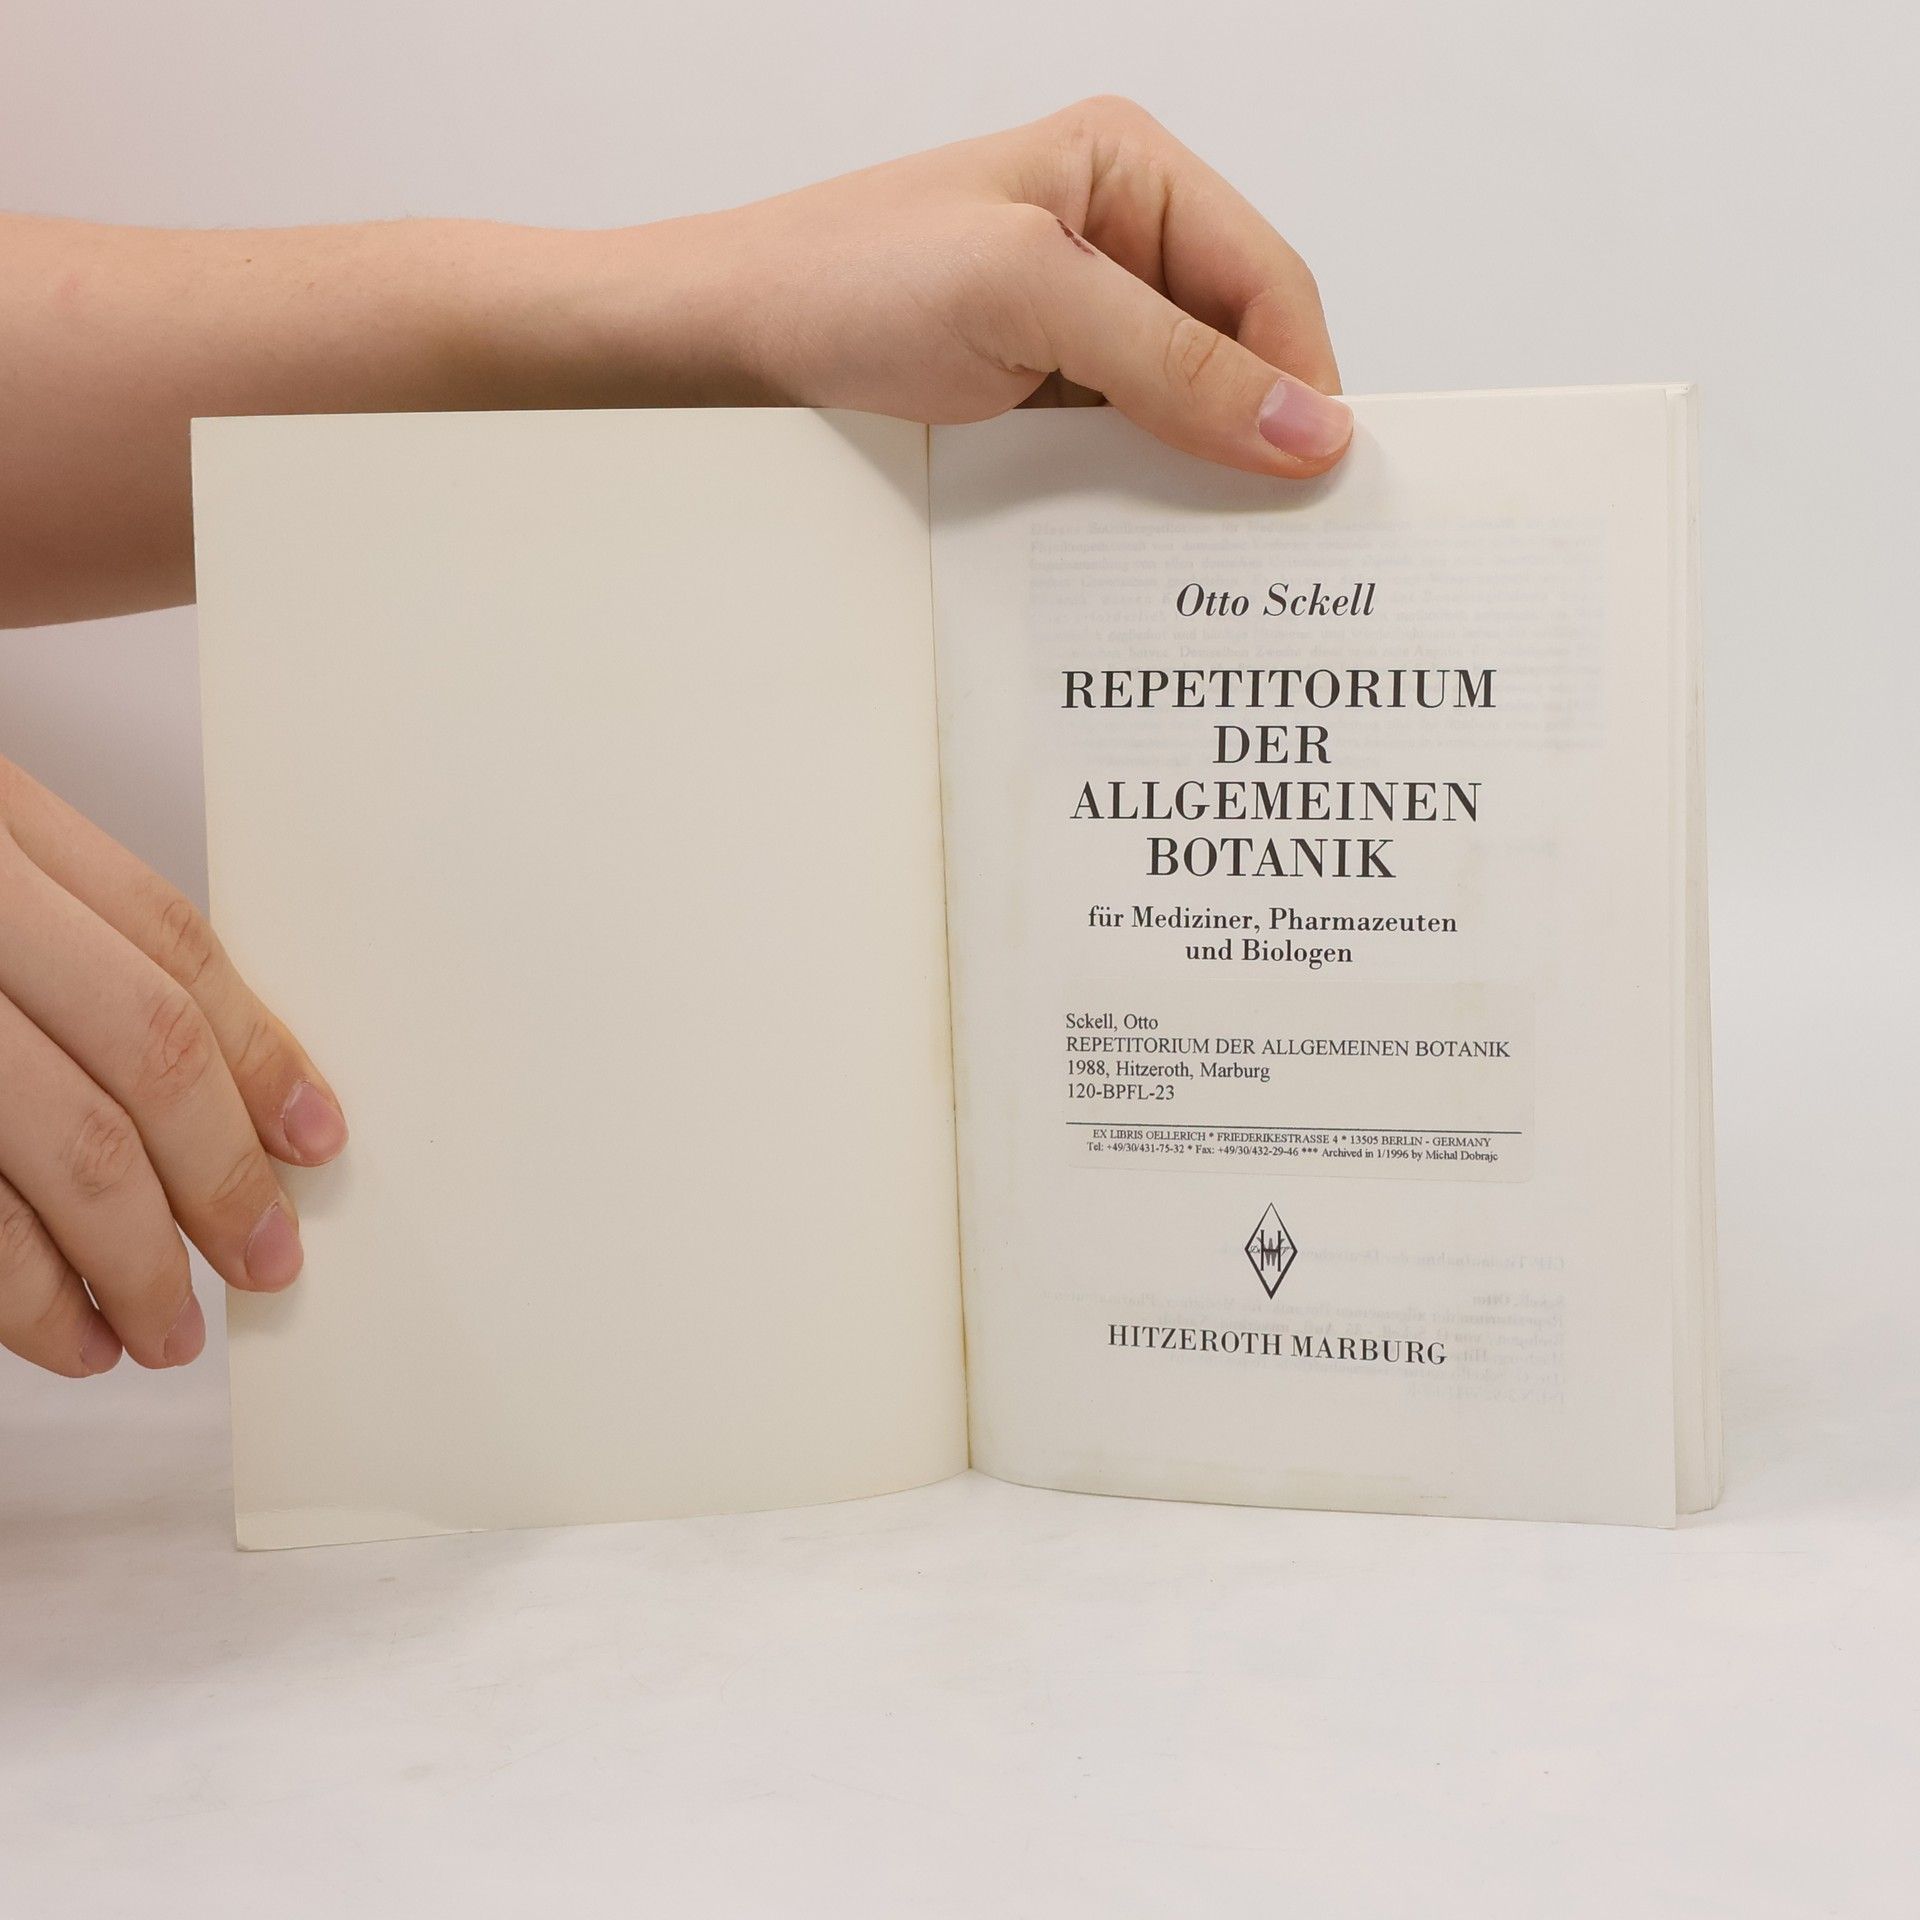 Otto Sckell
REPETITORIUM
DER
ALLGEMEINEN
BOTANIK
für Mediziner, Pharmazeuten
und Biologen
Sckell, Otto
REPETITORIUM DER ALLGEMEINEN BOTANIK
1988, Hitzeroth, Marburg
120-BPFL-23
EX LIBRIS OELLERICH * FRIEDERIKESTRASSE 4 * 13505 BERLIN - GERMANY
Tel: +49/30/431-75-32 * Fax: +49/30/432-29-46 *** Archived in 1/1996 by Michal Dobrajc
HITZEROTH MARBURG